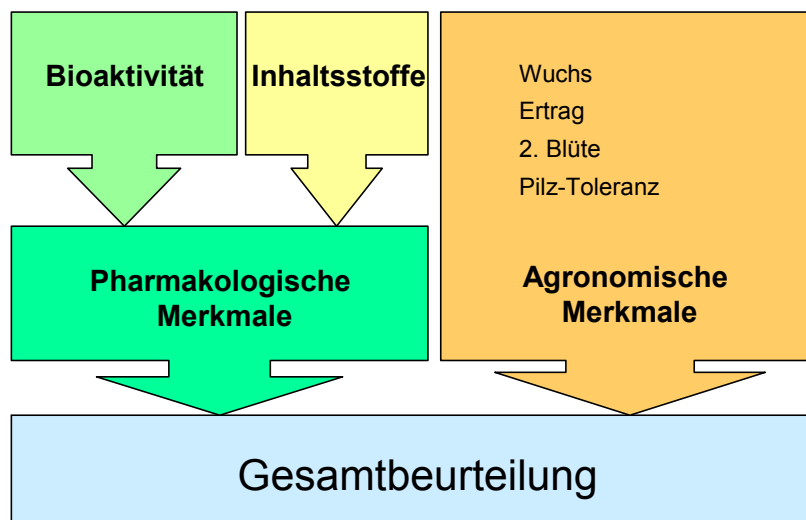 Bioaktivität
Inhaltsstoffe
Wuchs
Ertrag
2. Blüte
Pilz-Toleranz
Pharmakologische
Merkmale
Agronomische
Merkmale
Gesamtbeurteilung